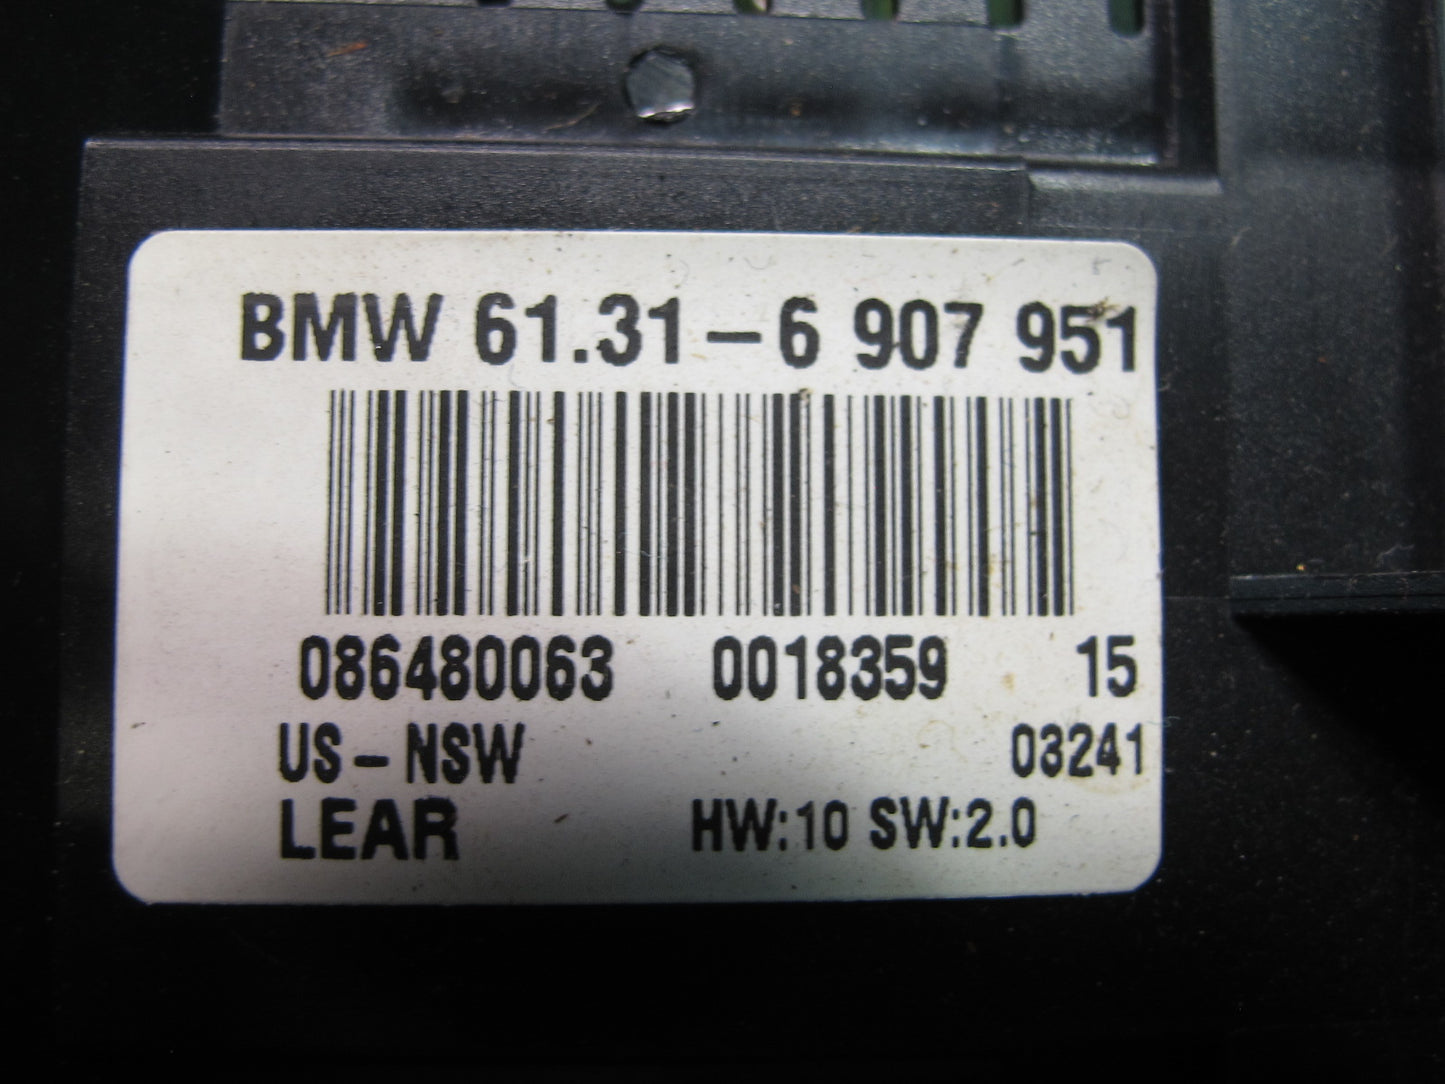 BMW 61.31-6 907 951
086480063 0018359 15
US-NSW 03241
LEAR HW:10 SW:2.0